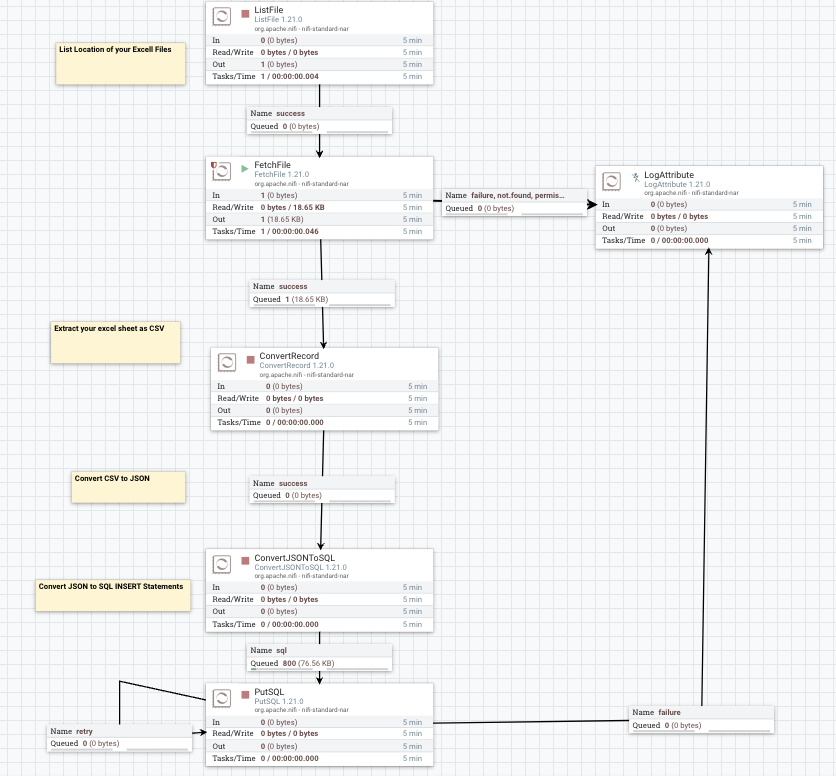 ListFile
ListFile 1.21.0
org.apache.nifi - nifi-standard-nar
In 0 (0 bytes) 5 min
Read/Write 0 bytes / 0 bytes 5 min
Out 1 (0 bytes) 5 min
Tasks/Time 1 / 00:00:00.004 5 min
List Location of your Excell Files
Name success
Queued 0 (0 bytes)
FetchFile
FetchFile 1.21.0
org.apache.nifi - nifi-standard-nar
In 1 (0 bytes) 5 min
Read/Write 0 bytes / 18.65 KB 5 min
Out 1 (18.65 KB) 5 min
Tasks/Time 1 / 00:00:00.046 5 min
Name failure, not.found, permis...
Queued 0 (0 bytes)
LogAttribute
LogAttribute 1.21.0
org.apache.nifi - nifi-standard-nar
In 0 (0 bytes) 5 min
Read/Write 0 bytes / 0 bytes 5 min
Out 0 (0 bytes) 5 min
Tasks/Time 0 / 00:00:00.000 5 min
Name success
Queued 1 (18.65 KB)
Extract your excel sheet as CSV
ConvertRecord
ConvertRecord 1.21.0
org.apache.nifi - nifi-standard-nar
In 0 (0 bytes) 5 min
Read/Write 0 bytes / 0 bytes 5 min
Out 0 (0 bytes) 5 min
Tasks/Time 0 / 00:00:00.000 5 min
Convert CSV to JSON
Name success
Queued 0 (0 bytes)
ConvertJSONToSQL
ConvertJSONToSQL 1.21.0
org.apache.nifi - nifi-standard-nar
In 0 (0 bytes) 5 min
Read/Write 0 bytes / 0 bytes 5 min
Out 0 (0 bytes) 5 min
Tasks/Time 0 / 00:00:00.000 5 min
Convert JSON to SQL INSERT Statements
Name sql
Queued 800 (76.56 KB)
PutSQL
PutSQL 1.21.0
org.apache.nifi - nifi-standard-nar
In 0 (0 bytes) 5 min
Read/Write 0 bytes / 0 bytes 5 min
Out 0 (0 bytes) 5 min
Tasks/Time 0 / 00:00:00.000 5 min
Name retry
Queued 0 (0 bytes)
Name failure
Queued 0 (0 bytes)